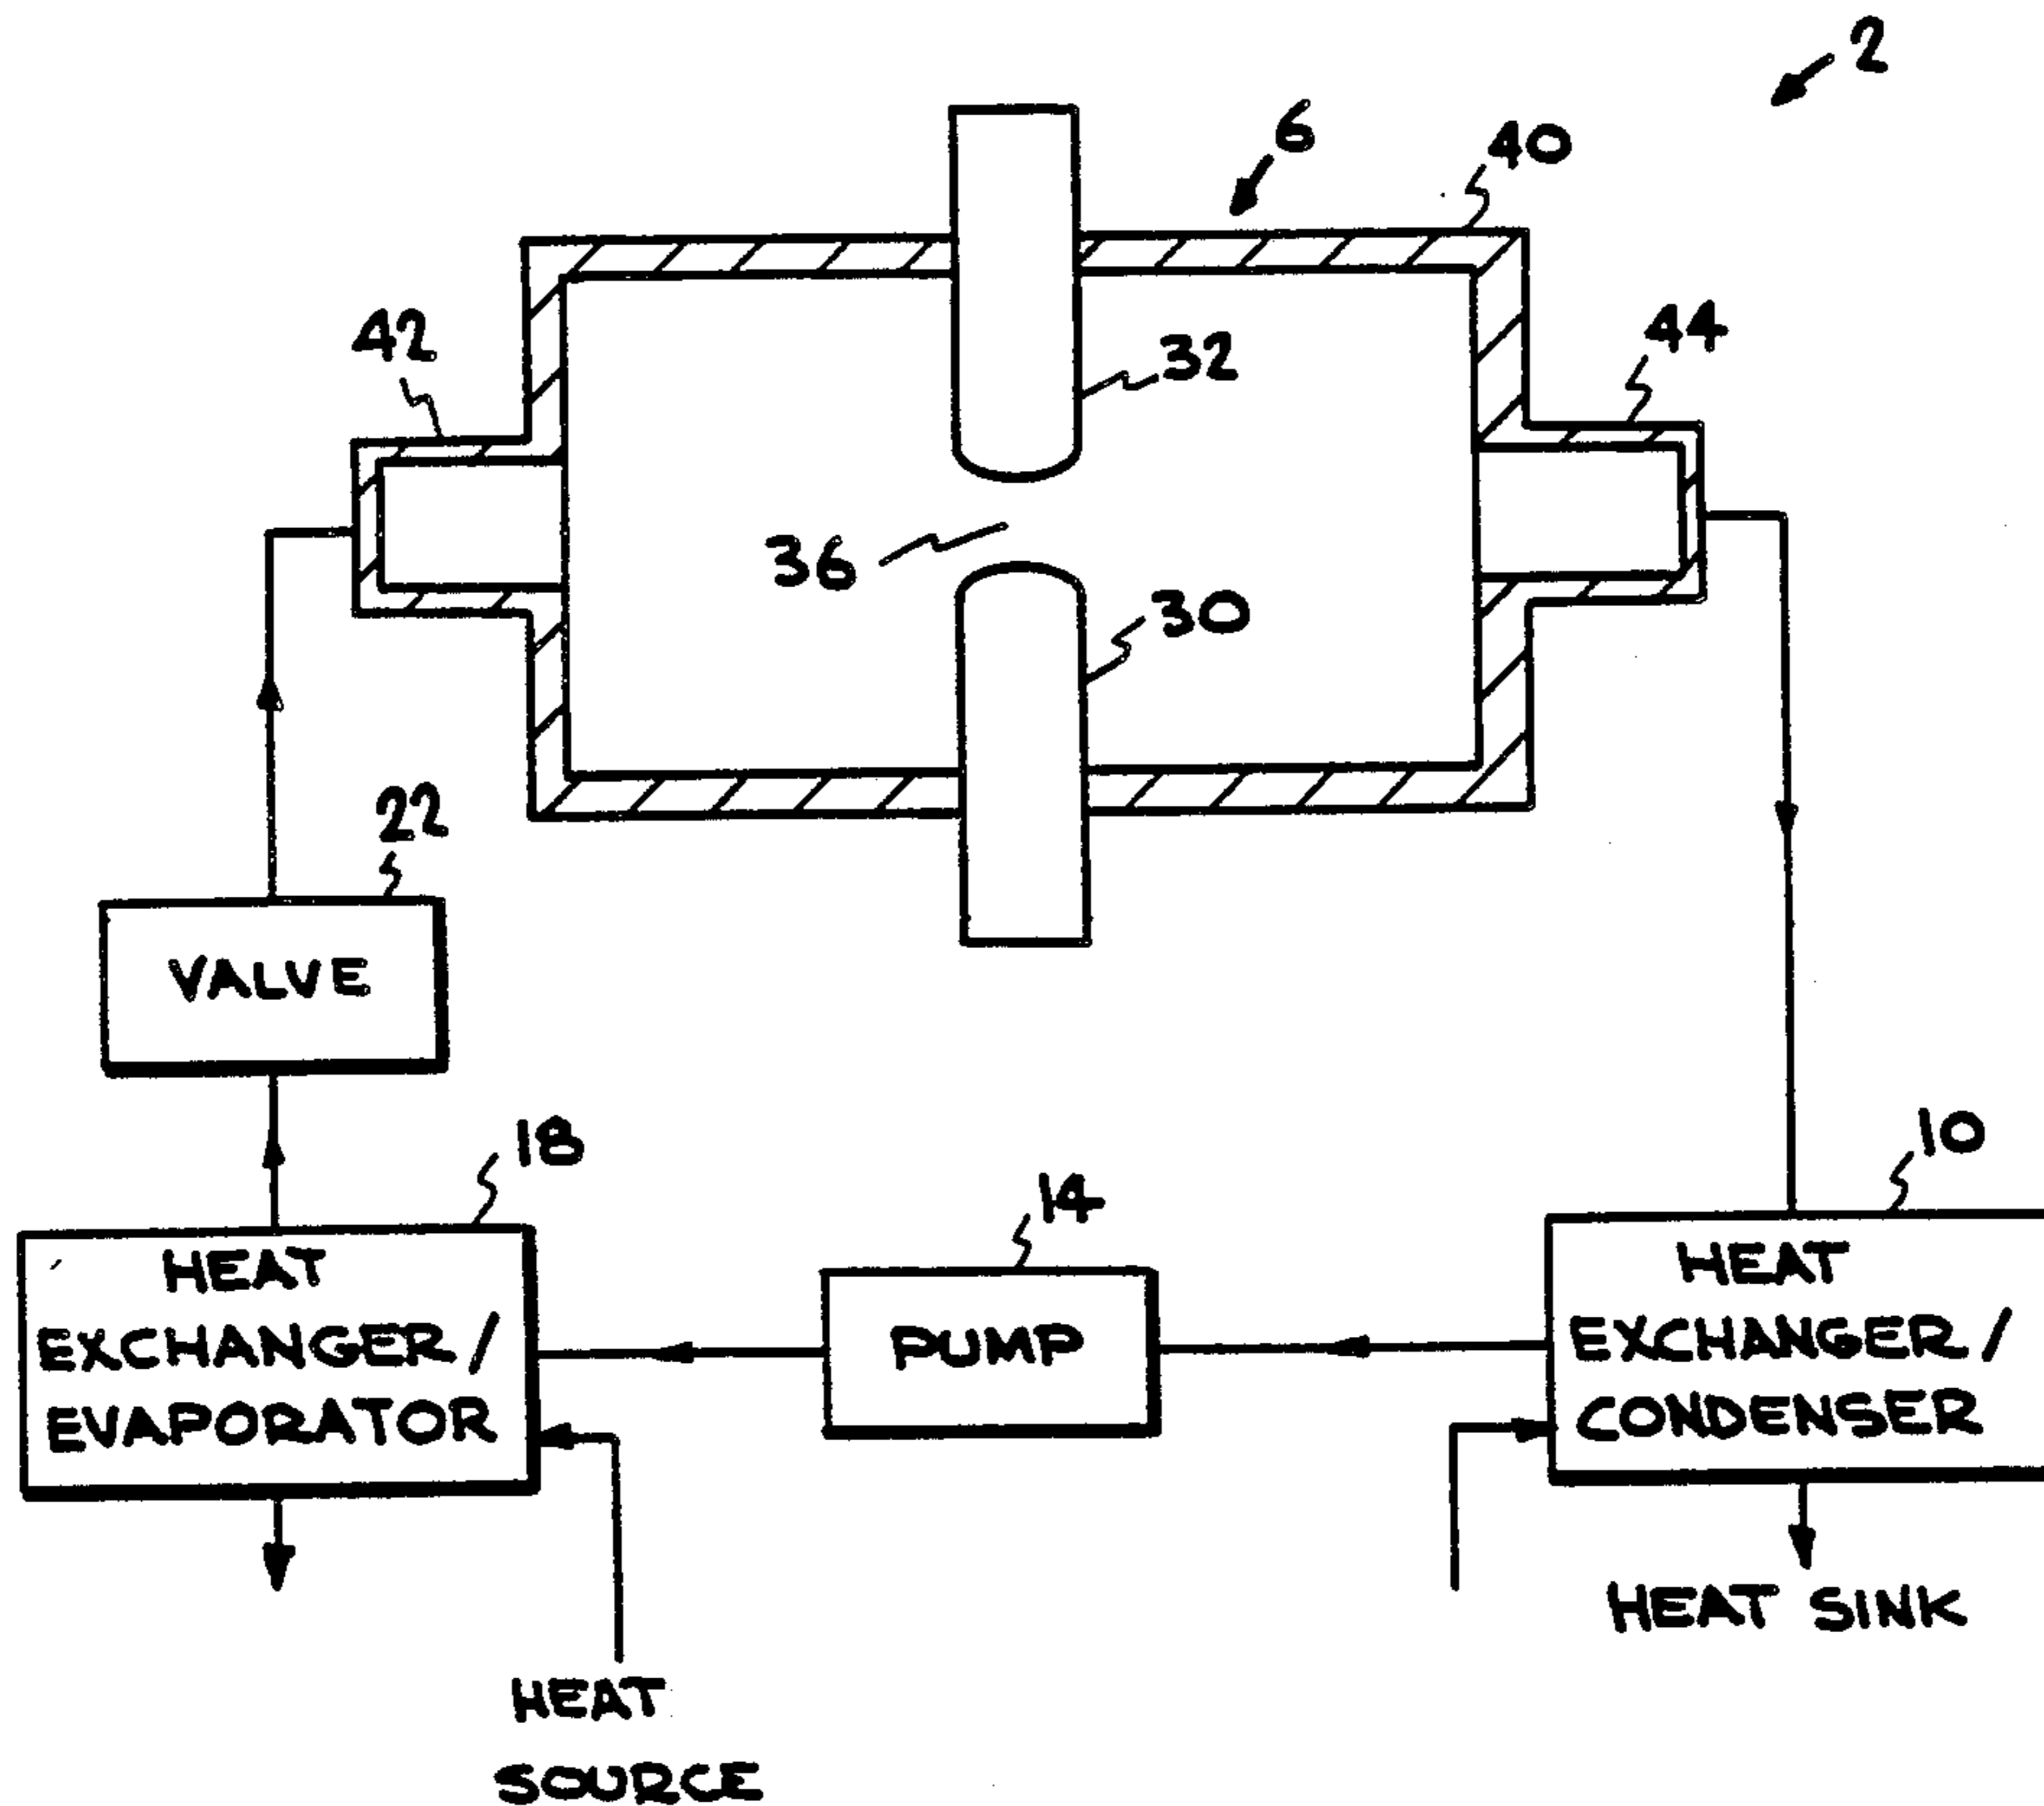 2
6
40
42
32
44
36
30
22
VALVE
18
HEAT
EXCHANGER/
EVAPORATOR
14
PUMP
10
HEAT
EXCHANGER/
CONDENSER
HEAT SINK
HEAT
SOURCE